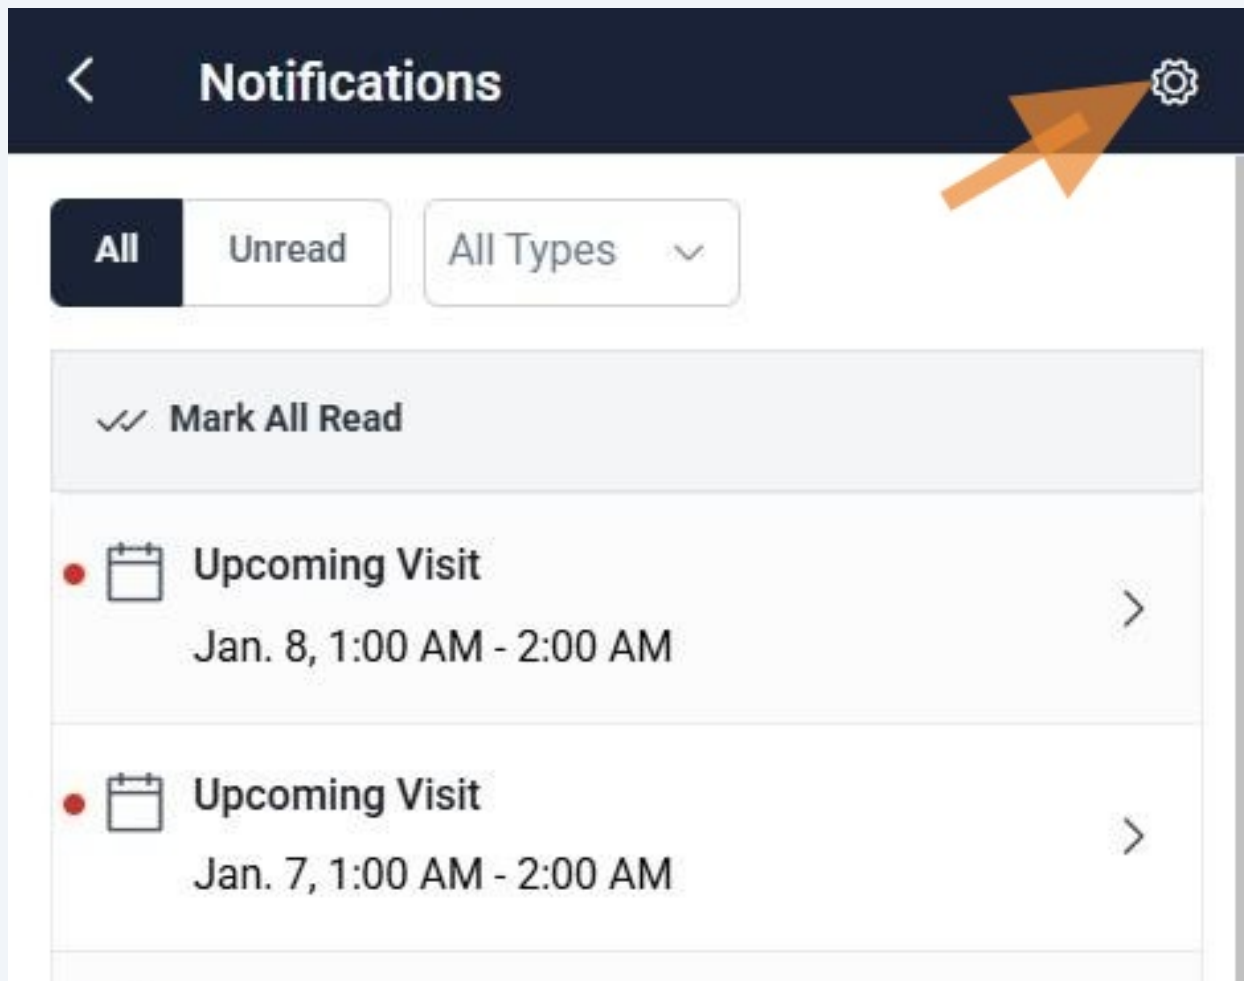 Notifications
All
Unread
All Types
Mark All Read
Upcoming Visit
Jan. 8, 1:00 AM - 2:00 AM
Upcoming Visit
Jan. 7, 1:00 AM - 2:00 AM